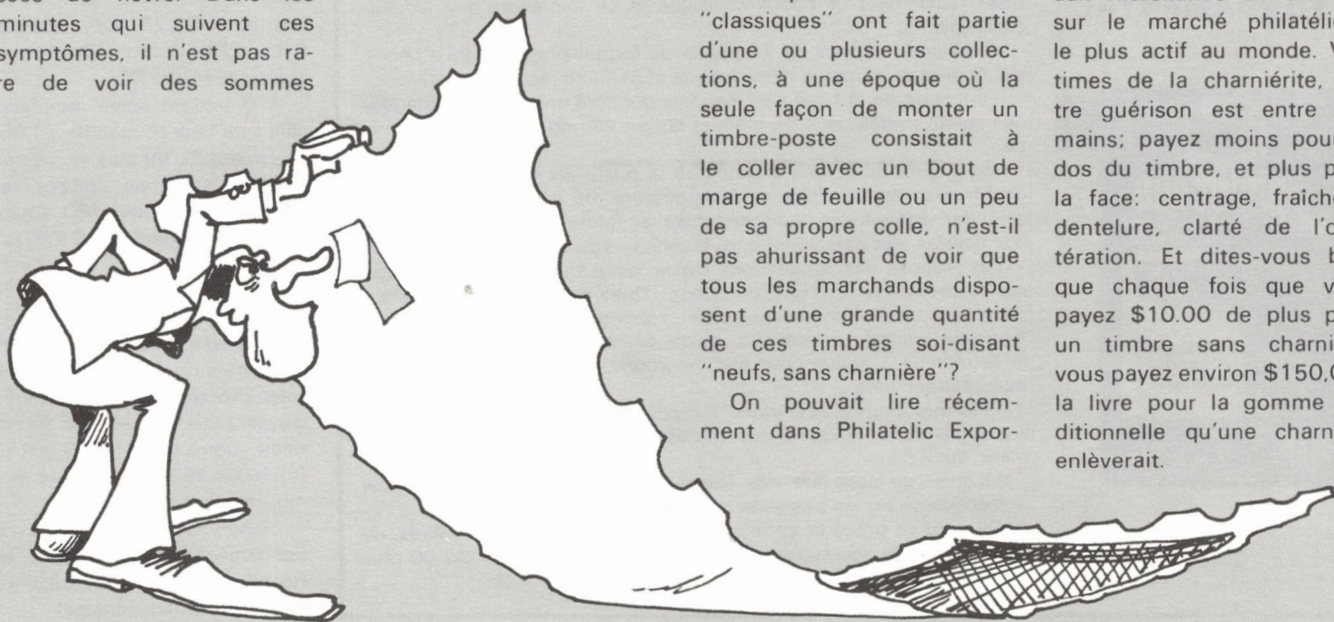 minutes qui suivent ces
symptômes, il n'est pas ra-
re de voir des sommes
"classiques" ont fait partie
d'une ou plusieurs collec-
tions, à une époque où la
seule façon de monter un
timbre-poste consistait à
le coller avec un bout de
marge de feuille ou un peu
de sa propre colle, n'est-il
pas ahurissant de voir que
tous les marchands dispo-
sent d'une grande quantité
de ces timbres soi-disant
"neufs, sans charnière"?
On pouvait lire récem-
ment dans Philatelic Expor-
sur le marché philatélic
le plus actif au monde. V
times de la charniérite,
tre guérison est entre
mains; payez moins pour
dos du timbre, et plus p
la face: centrage, fraîche
dentelure, clarté de l'o
tération. Et dites-vous b
que chaque fois que v
payez $10.00 de plus p
un timbre sans charni
vous payez environ $150,0
la livre pour la gomme
ditionnelle qu'une charn
enlèverait.